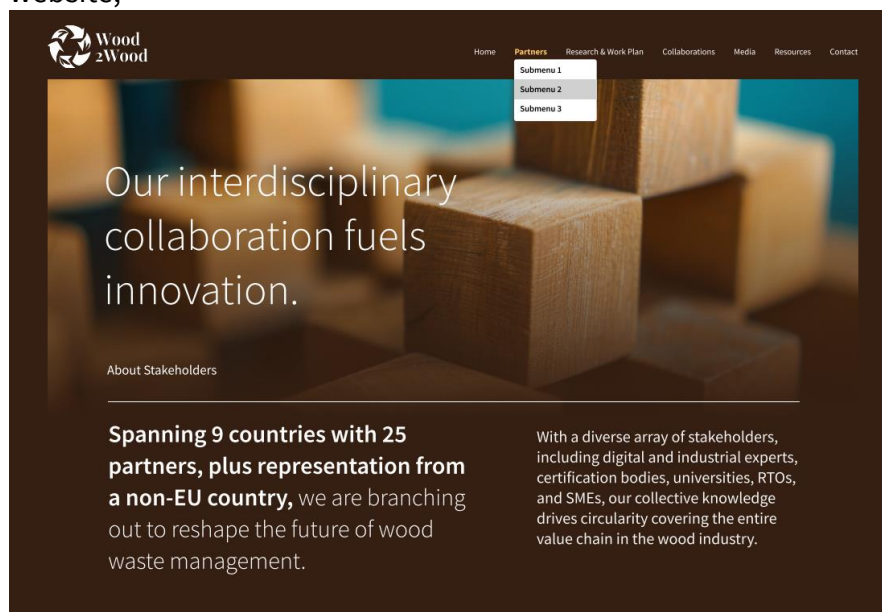 website,
Wood
2Wood
Home Partners Research & Work Plan Collaborations Media Resources Contact
Submenu 1
Submenu 2
Submenu 3
Our interdisciplinary
collaboration fuels
innovation.
About Stakeholders
Spanning 9 countries with 25
partners, plus representation from
a non-EU country, we are branching
out to reshape the future of wood
waste management.
With a diverse array of stakeholders,
including digital and industrial experts,
certification bodies, universities, RTOs,
and SMEs, our collective knowledge
drives circularity covering the entire
value chain in the wood industry.